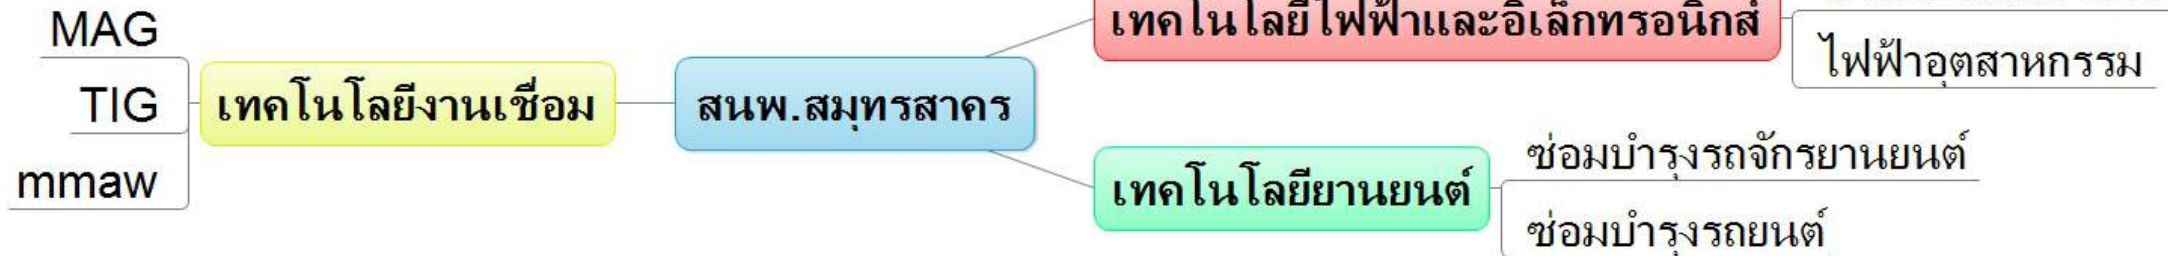 MAG
TIG
mmaw
เทคโนโลยีงานเชื่อม
สนพ.สมุทรสาคร
เทคโนโลยีไฟฟ้าและอิเล็กทรอนิกส์
ไฟฟ้าอุตสาหกรรม
เทคโนโลยียานยนต์
ซ่อมบำรุงรถจักรยานยนต์
ซ่อมบำรุงรถยนต์